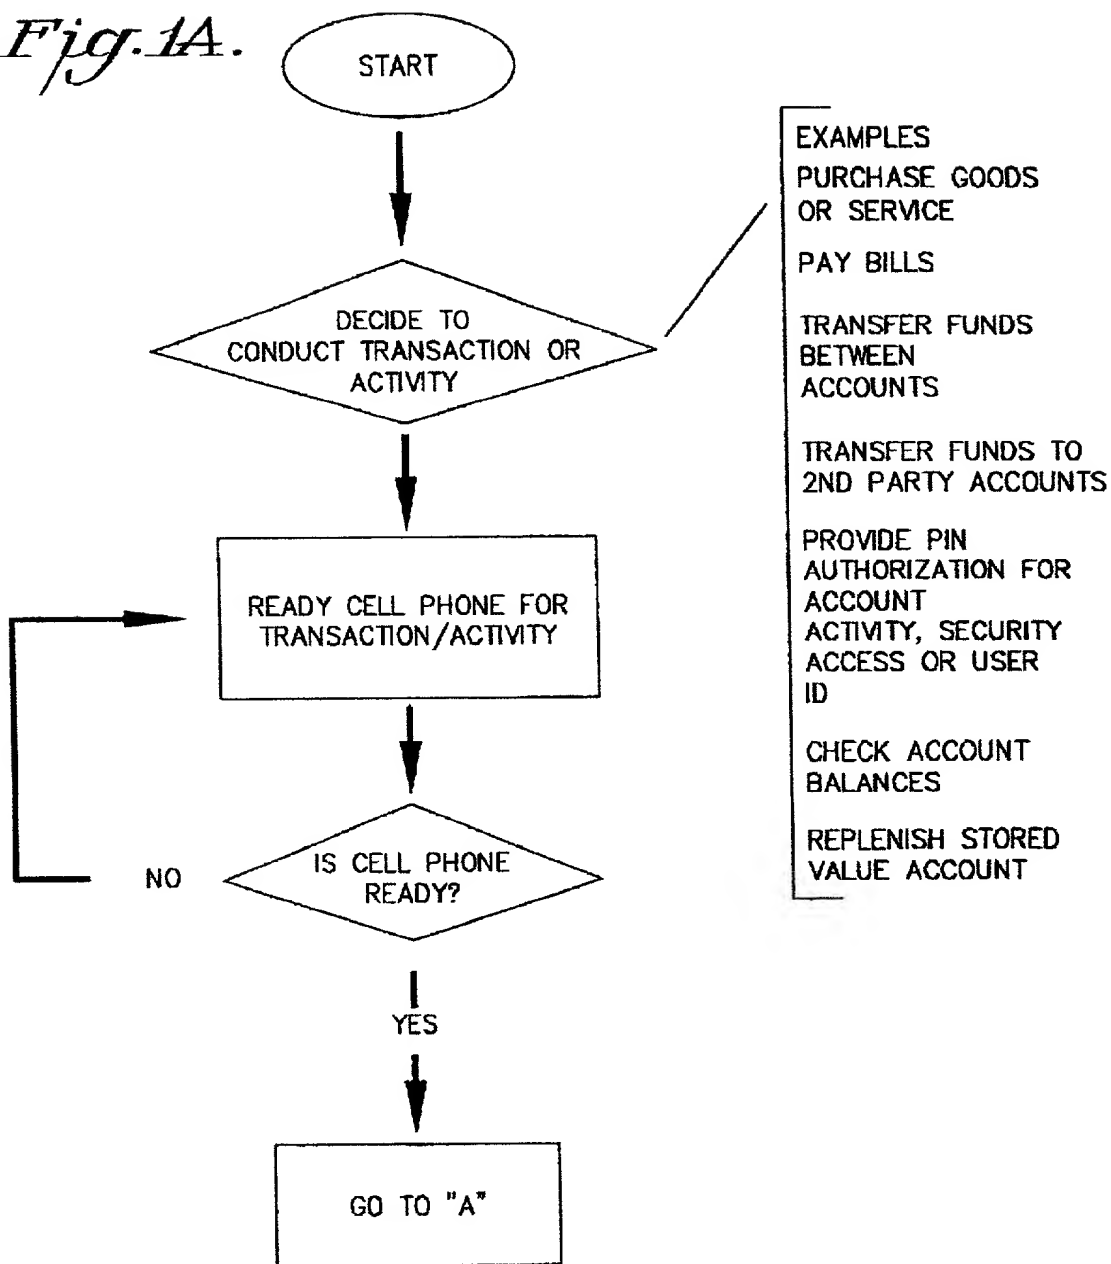 Fig. 1A.
START
EXAMPLES
PURCHASE GOODS
OR SERVICE
PAY BILLS
TRANSFER FUNDS
BETWEEN
ACCOUNTS
TRANSFER FUNDS TO
2ND PARTY ACCOUNTS
PROVIDE PIN
AUTHORIZATION FOR
ACCOUNT
ACTIVITY, SECURITY
ACCESS OR USER
ID
CHECK ACCOUNT
BALANCES
REPLENISH STORED
VALUE ACCOUNT
DECIDE TO
CONDUCT TRANSACTION OR
ACTIVITY
READY CELL PHONE FOR
TRANSACTION/ACTIVITY
IS CELL PHONE
READY?
NO
YES
GO TO "A"